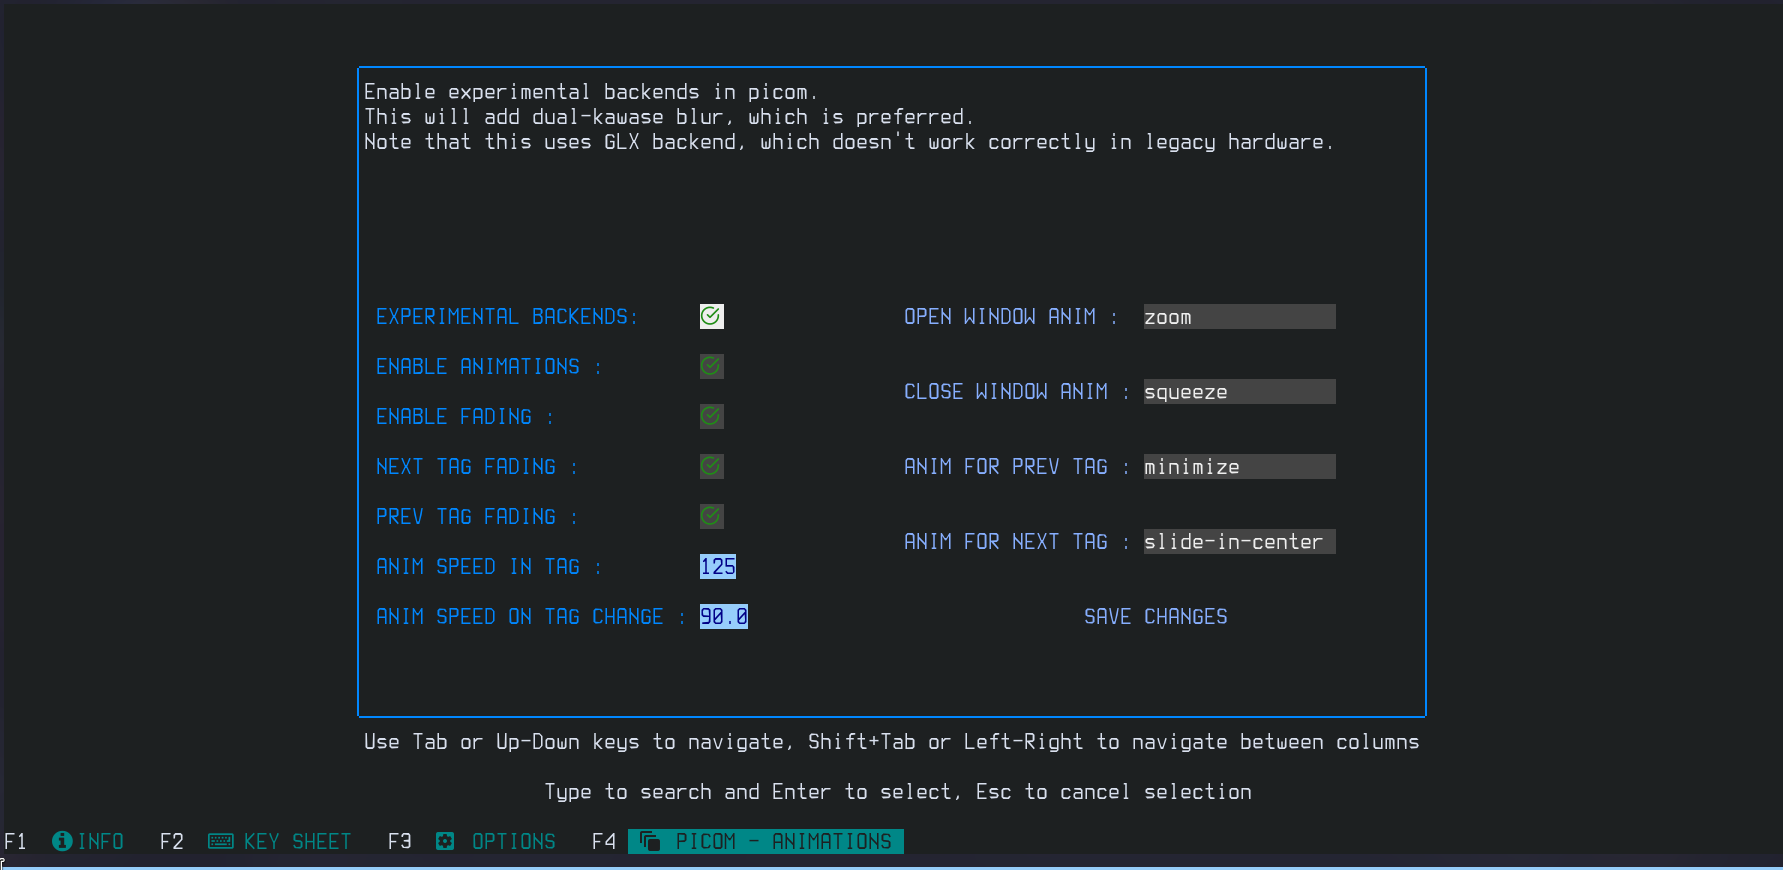 Enable experimental backends in picom.
This will add dual-kawase blur, which is preferred.
Note that this uses GLX backend, which doesn't work correctly in legacy hardware.
EXPERIMENTAL BACKENDS:
OPEN WINDOW ANIM : zoom
ENABLE ANIMATIONS :
CLOSE WINDOW ANIM : squeeze
ENABLE FADING :
NEXT TAG FADING :
ANIM FOR PREV TAG : minimize
PREV TAG FADING :
ANIM FOR NEXT TAG : slide-in-center
ANIM SPEED IN TAG : 125
ANIM SPEED ON TAG CHANGE : 90.0
SAVE CHANGES
Use Tab or Up-Down keys to navigate, Shift+Tab or Left-Right to navigate between columns
Type to search and Enter to select, Esc to cancel selection
F1 INFO F2 KEY SHEET F3 OPTIONS F4 PICOM - ANIMATIONS